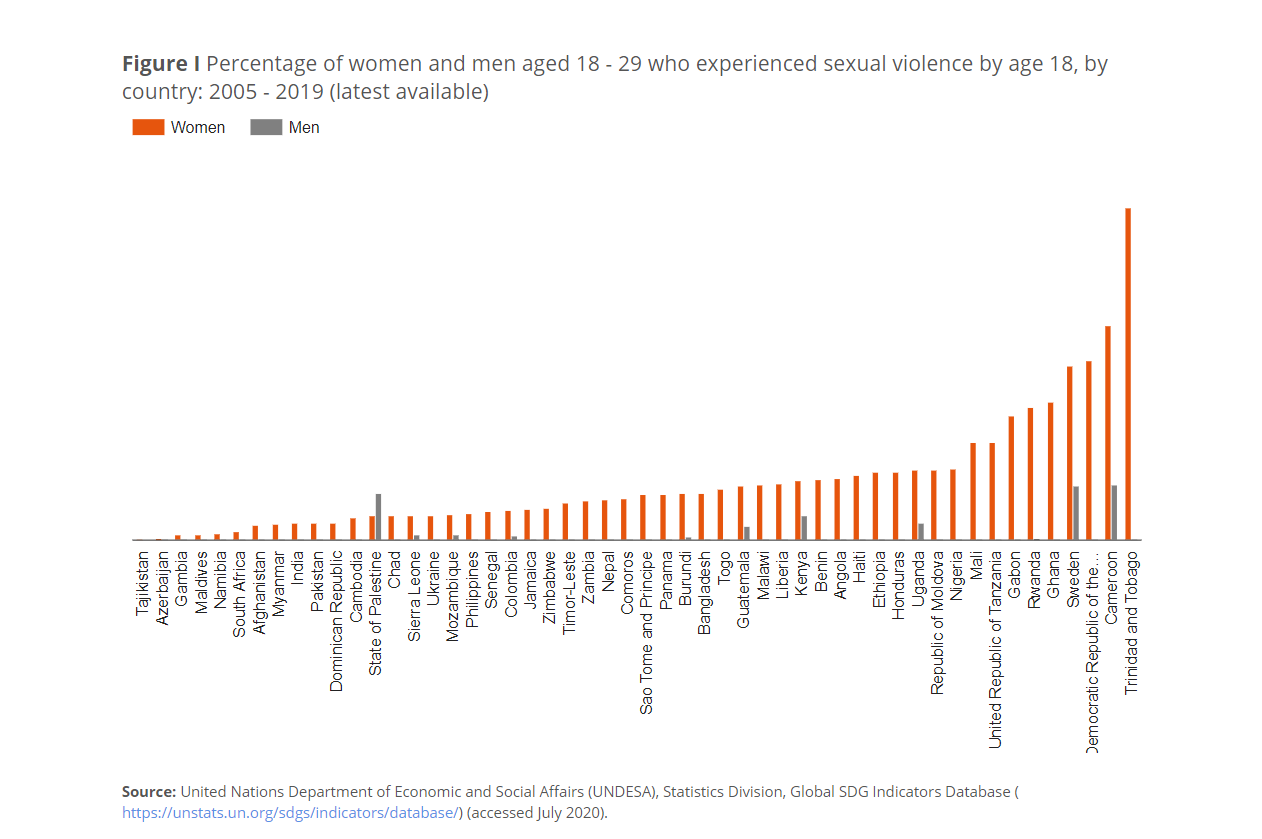 Figure I Percentage of women and men aged 18 - 29 who experienced sexual violence by age 18, by
country: 2005 - 2019 (latest available)
Women
Men
Tajikistan
Azerbaijan
Gambia
Maldives
Namibia
South Africa
Afghanistan
Myanmar
India
Pakistan
Dominican Republic
Cambodia
State of Palestine
Chad
Sierra Leone
Ukraine
Mozambique
Philippines
Senegal
Colombia
Jamaica
Zimbabwe
Timor-Leste
Zambia
Nepal
Comoros
Sao Tome and Principe
Panama
Burundi
Bangladesh
Togo
Guatemala
Malawi
Liberia
Kenya
Benin
Angola
Haiti
Ethiopia
Honduras
Uganda
Republic of Moldova
Nigeria
Mali
United Republic of Tanzania
Gabon
Rwanda
Ghana
Sweden
Democratic Republic of the...
Cameroon
Trinidad and Tobago
Source: United Nations Department of Economic and Social Affairs (UNDESA), Statistics Division, Global SDG Indicators Database (
https://unstats.un.org/sdgs/indicators/database/) (accessed July 2020).